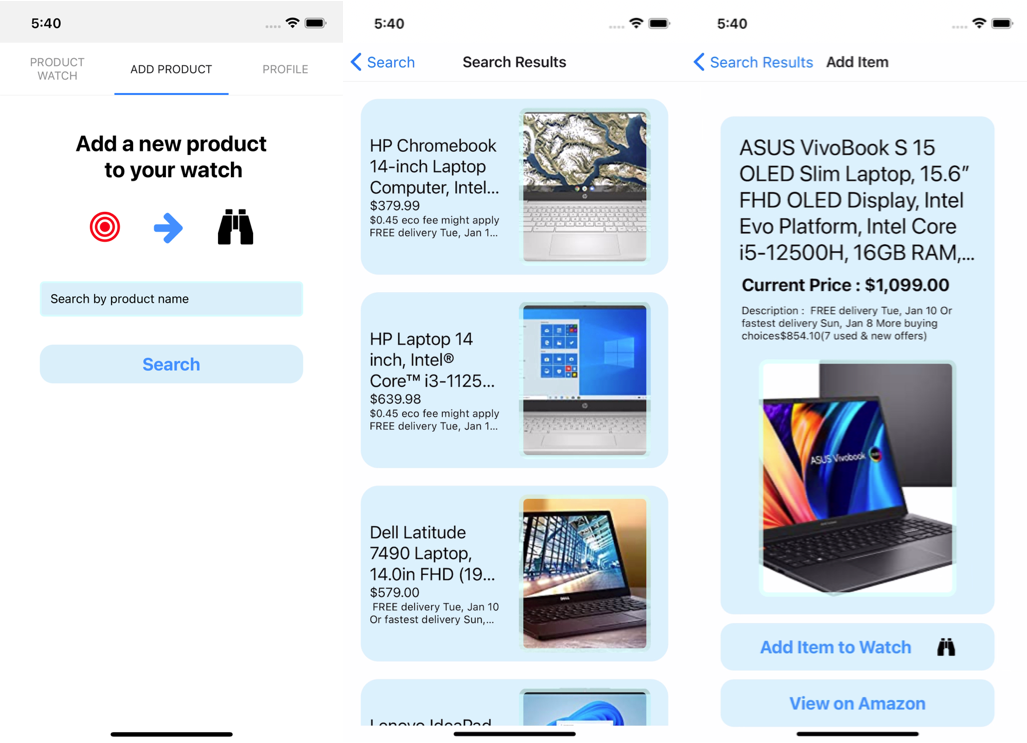 5:40
PRODUCT
WATCH
ADD PRODUCT
PROFILE
Add a new product
to your watch
Search by product name
Search
5:40
Search
Search Results
HP Chromebook
14-inch Laptop
Computer, Intel...
$379.99
$0.45 eco fee might apply
FREE delivery Tue, Jan 1...
HP Laptop 14
inch, Intel®
Core™ i3-1125...
$639.98
$0.45 eco fee might apply
FREE delivery Tue, Jan 1...
Dell Latitude
7490 Laptop,
14.0in FHD (19...
$579.00
FREE delivery Tue, Jan 10
Or fastest delivery Sun,...
Lenovo IdeaPad
5:40
Search Results
Add Item
ASUS VivoBook S 15
OLED Slim Laptop, 15.6”
FHD OLED Display, Intel
Evo Platform, Intel Core
i5-12500H, 16GB RAM,...
Current Price : $1,099.00
Description :  FREE delivery Tue, Jan 10 Or
fastest delivery Sun, Jan 8 More buying
choices$854.10(7 used & new offers)
ASUS Vivobook
Add Item to Watch
View on Amazon